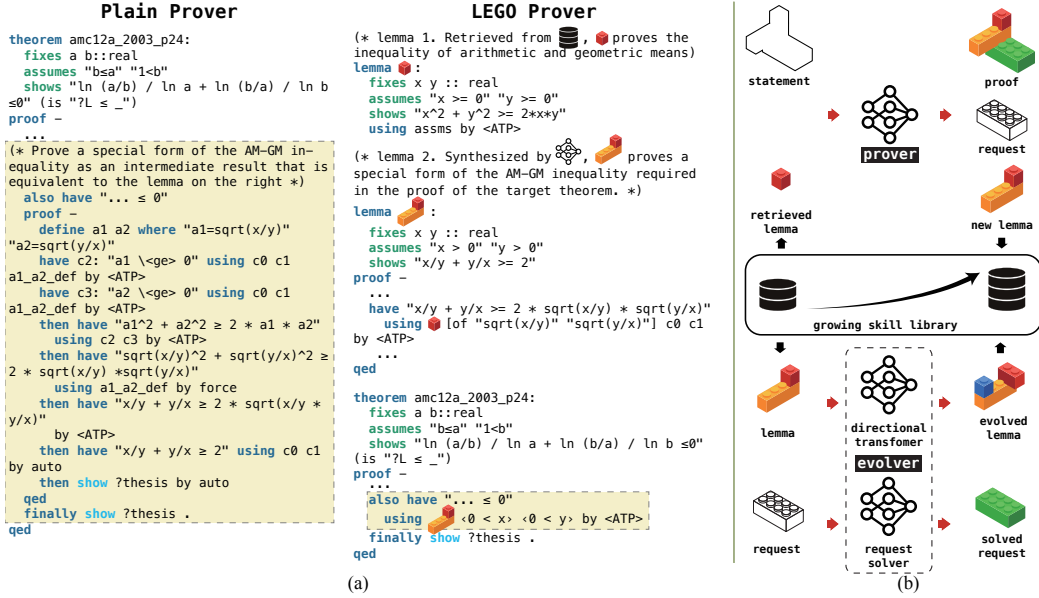 Plain Prover
theorem amc12a_2003_p24:
fixes a b::real
assumes "b≤a" "1<b"
shows "ln (a/b) / ln a + ln (b/a) / ln b
≤0" (is "?L ≤ _")
proof –
...
(* Prove a special form of the AM–GM in–
equality as an intermediate result that is
equivalent to the lemma on the right *)
also have "... ≤ 0"
proof –
define a1 a2 where "a1=sqrt(x/y)"
"a2=sqrt(y/x)"
have c2: "a1 \<ge> 0" using c0 c1
a1_a2_def by <ATP>
have c3: "a2 \<ge> 0" using c0 c1
a1_a2_def by <ATP>
then have "a1^2 + a2^2 ≥ 2 * a1 * a2"
using c2 c3 by <ATP>
then have "sqrt(x/y)^2 + sqrt(y/x)^2 ≥
2 * sqrt(x/y) *sqrt(y/x)"
using a1_a2_def by force
then have "x/y + y/x ≥ 2 * sqrt(x/y *
y/x)"
by <ATP>
then have "x/y + y/x ≥ 2" using c0 c1
by auto
then show ?thesis by auto
qed
finally show ?thesis .
qed
LEGO Prover
(* lemma 1. Retrieved from , proves the
inequality of arithmetic and geometric means)
lemma :
fixes x y :: real
assumes "x >= 0" "y >= 0"
shows "x^2 + y^2 >= 2*x*y"
using assms by <ATP>
(* lemma 2. Synthesized by , proves a
special form of the AM–GM inequality required
in the proof of the target theorem. *)
lemma :
fixes x y :: real
assumes "x > 0" "y > 0"
shows "x/y + y/x >= 2"
proof –
...
have "x/y + y/x >= 2 * sqrt(x/y) * sqrt(y/x)"
using [of "sqrt(x/y)" "sqrt(y/x)"] c0 c1
by <ATP>
...
qed
theorem amc12a_2003_p24:
fixes a b::real
assumes "b≤a" "1<b"
shows "ln (a/b) / ln a + ln (b/a) / ln b ≤0"
(is "?L ≤ _")
proof –
...
also have "... ≤ 0"
using ‹0 < x› ‹0 < y› by <ATP>
finally show ?thesis .
qed
(a)
statement
proof
prover
request
retrieved
lemma
new lemma
growing skill library
lemma
directional
transfomer
evolved
lemma
evolver
request
request
solver
solved
request
(b)